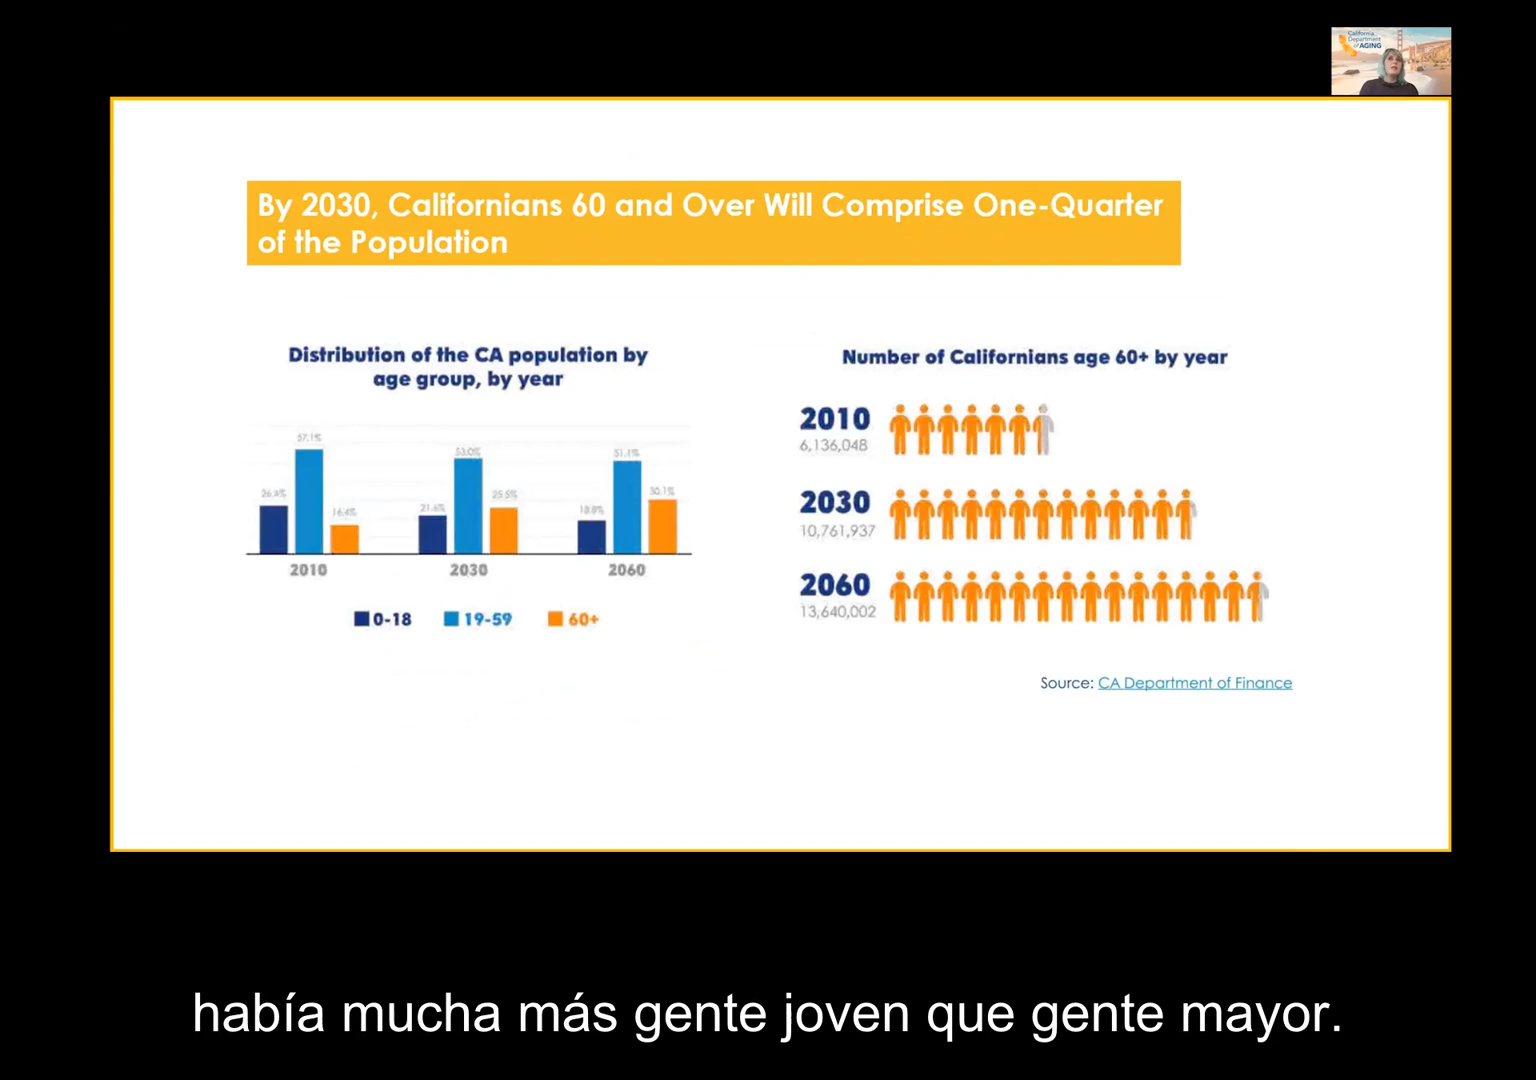 California
Department
of AGING
By 2030, Californians 60 and Over Will Comprise One-Quarter
of the Population
Distribution of the CA population by
age group, by year
57.1%
26.4%
16.4%
2010
53.0%
21.6%
25.5%
2030
51.1%
18.8%
30.1%
2060
0-18
19-59
60+
Number of Californians age 60+ by year
2010
6,136,048
2030
10,761,937
2060
13,640,002
Source: CA Department of Finance
había mucha más gente joven que gente mayor.